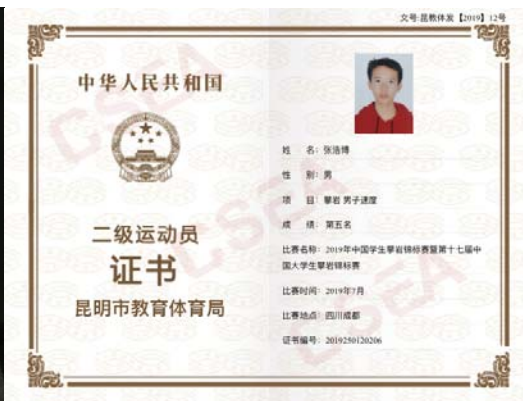 文号:昆教体发【2019】12号
中华人民共和国
二级运动员
证书
昆明市教育体育局
姓 名: 张浩博
性 别: 男
项 目: 攀岩 男子速度
成 绩: 第五名
比赛名称: 2019年中国学生攀岩锦标赛暨第十七届中
国大学生攀岩锦标赛
比赛时间: 2019年7月
比赛地点: 四川成都
证书编号: 2019250120206
CSEA
CSEA
CSEA